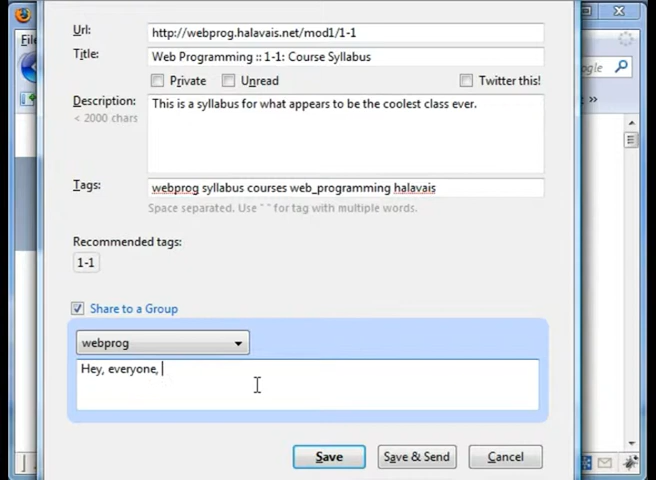 File
Url:
http://webprog.halavais.net/mod1/1-1
Title:
Web Programming :: 1-1: Course Syllabus
Private
Unread
Twitter this!
Description:
< 2000 chars
This is a syllabus for what appears to be the coolest class ever.
Tags:
webprog syllabus courses web_programming halavais
Space separated. Use " " for tag with multiple words.
Recommended tags:
1-1
Share to a Group
webprog
Hey, everyone,
Save
Save & Send
Cancel